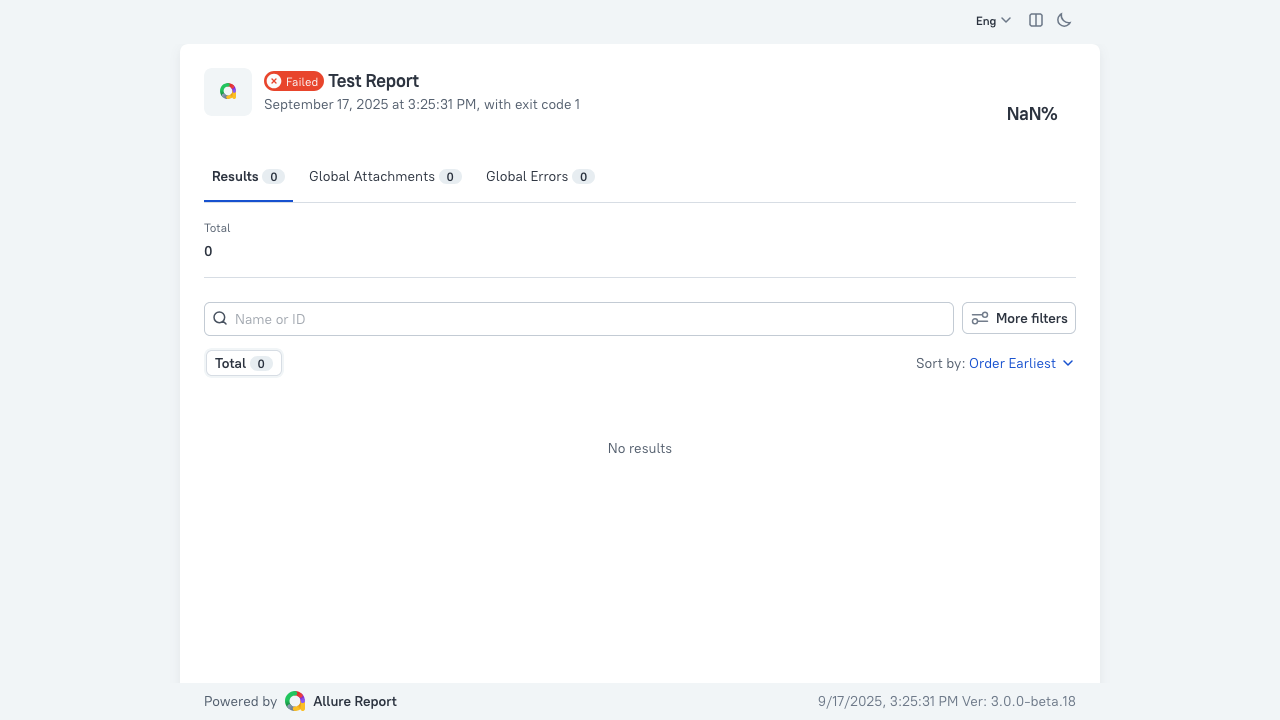 Eng
Failed Test Report
September 17, 2025 at 3:25:31 PM, with exit code 1
NaN%
Results 0 Global Attachments 0 Global Errors 0
Total
0
Name or ID
More filters
Total 0
Sort by: Order Earliest
No results
Powered by Allure Report
9/17/2025, 3:25:31 PM Ver: 3.0.0-beta.18